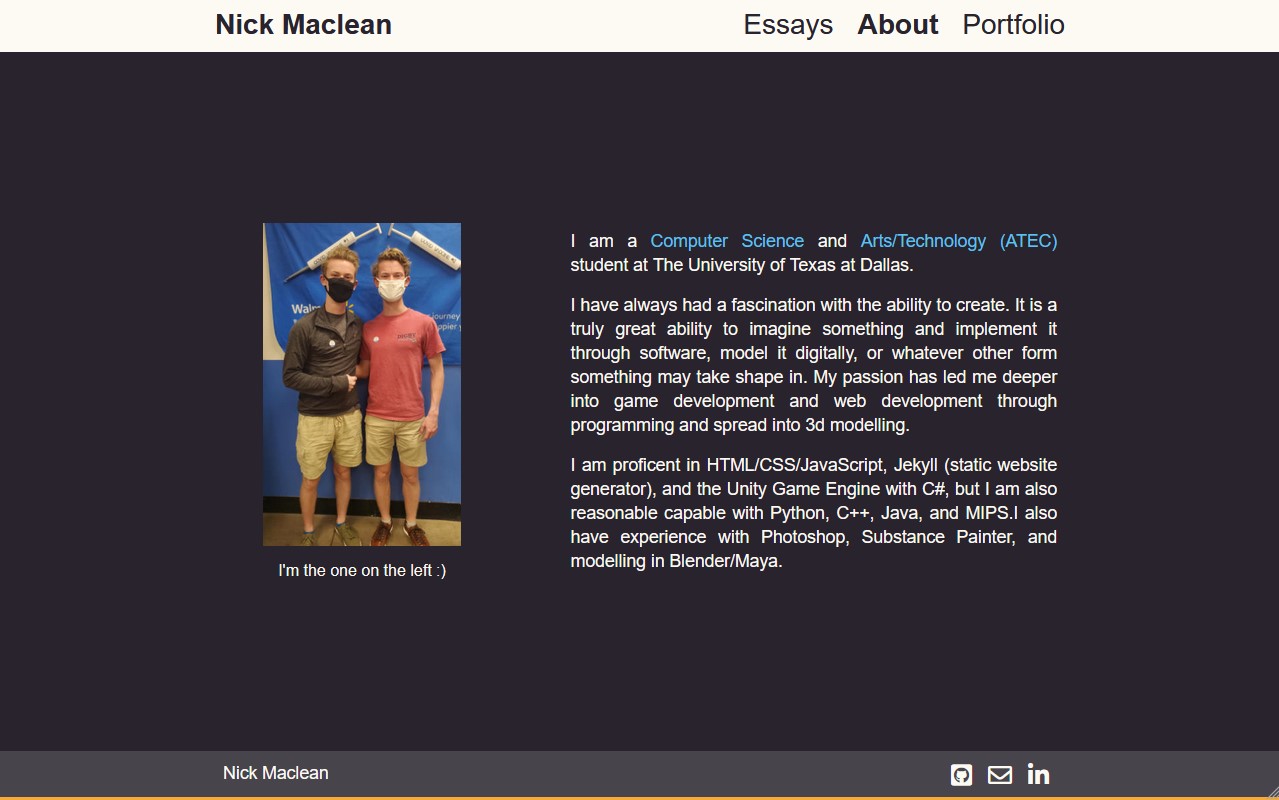 Nick Maclean
Essays About Portfolio
Walm
journey
ppier
I'm the one on the left :)
I am a Computer Science and Arts/Technology (ATEC)
student at The University of Texas at Dallas.
I have always had a fascination with the ability to create. It is a
truly great ability to imagine something and implement it
through software, model it digitally, or whatever other form
something may take shape in. My passion has led me deeper
into game development and web development through
programming and spread into 3d modelling.
I am proficent in HTML/CSS/JavaScript, Jekyll (static website
generator), and the Unity Game Engine with C#, but I am also
reasonable capable with Python, C++, Java, and MIPS.I also
have experience with Photoshop, Substance Painter, and
modelling in Blender/Maya.
Nick Maclean